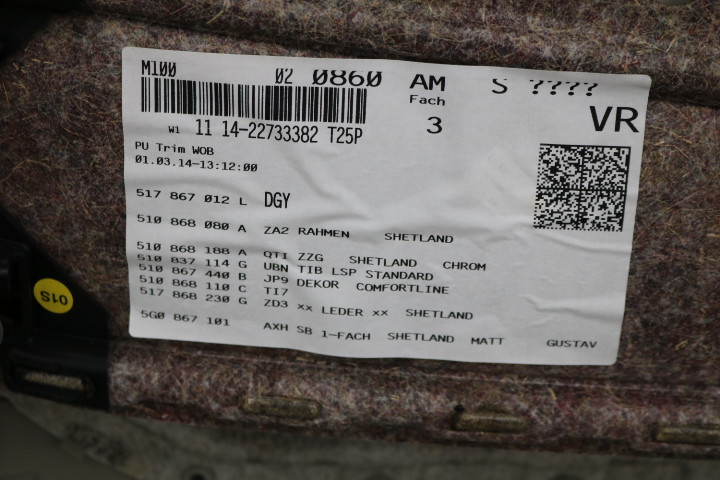 M100 02 0860 AM S ????
Fach
VR
W1 11 14-22733382 T25P 3
PU Trim WOB
01.03.14-13:12:00
517 867 012 L DGY
510 868 080 A ZA2 RAHMEN SHETLAND
510 868 188 A QTI ZZG SHETLAND CHROM
510 837 114 G UBN TIB LSP STANDARD
510 867 440 B JP9 DEKOR COMFORTLINE
510 868 110 C TI7
517 868 230 G ZD3 xx LEDER xx SHETLAND
5G0 867 101 AXH SB 1-FACH SHETLAND MATT GUSTAV
01S